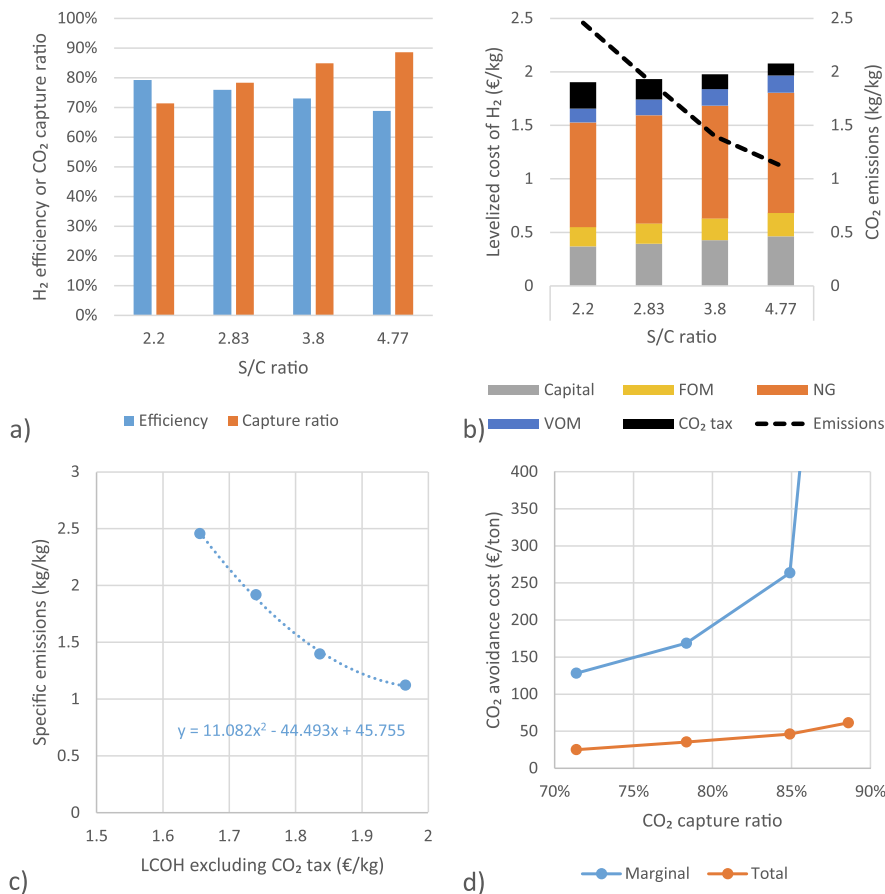 100%
90%
80%
70%
60%
50%
40%
30%
20%
10%
0%
H₂ efficiency or CO₂ capture ratio
2.2 2.83 3.8 4.77
S/C ratio
Efficiency Capture ratio
a)
2.5
2
1.5
1
0.5
0
Levelized cost of H₂ (€/kg)
2.5
2
1.5
1
0.5
0
CO₂ emissions (kg/kg)
2.2 2.83 3.8 4.77
S/C ratio
Capital FOM NG
VOM CO₂ tax Emissions
b)
3
2.5
2
1.5
1
0.5
0
Specific emissions (kg/kg)
y = 11.082x² - 44.493x + 45.755
1.5 1.6 1.7 1.8 1.9 2
LCOH excluding CO₂ tax (€/kg)
c)
400
350
300
250
200
150
100
50
0
CO₂ avoidance cost (€/ton)
70% 75% 80% 85% 90%
CO₂ capture ratio
Marginal Total
d)